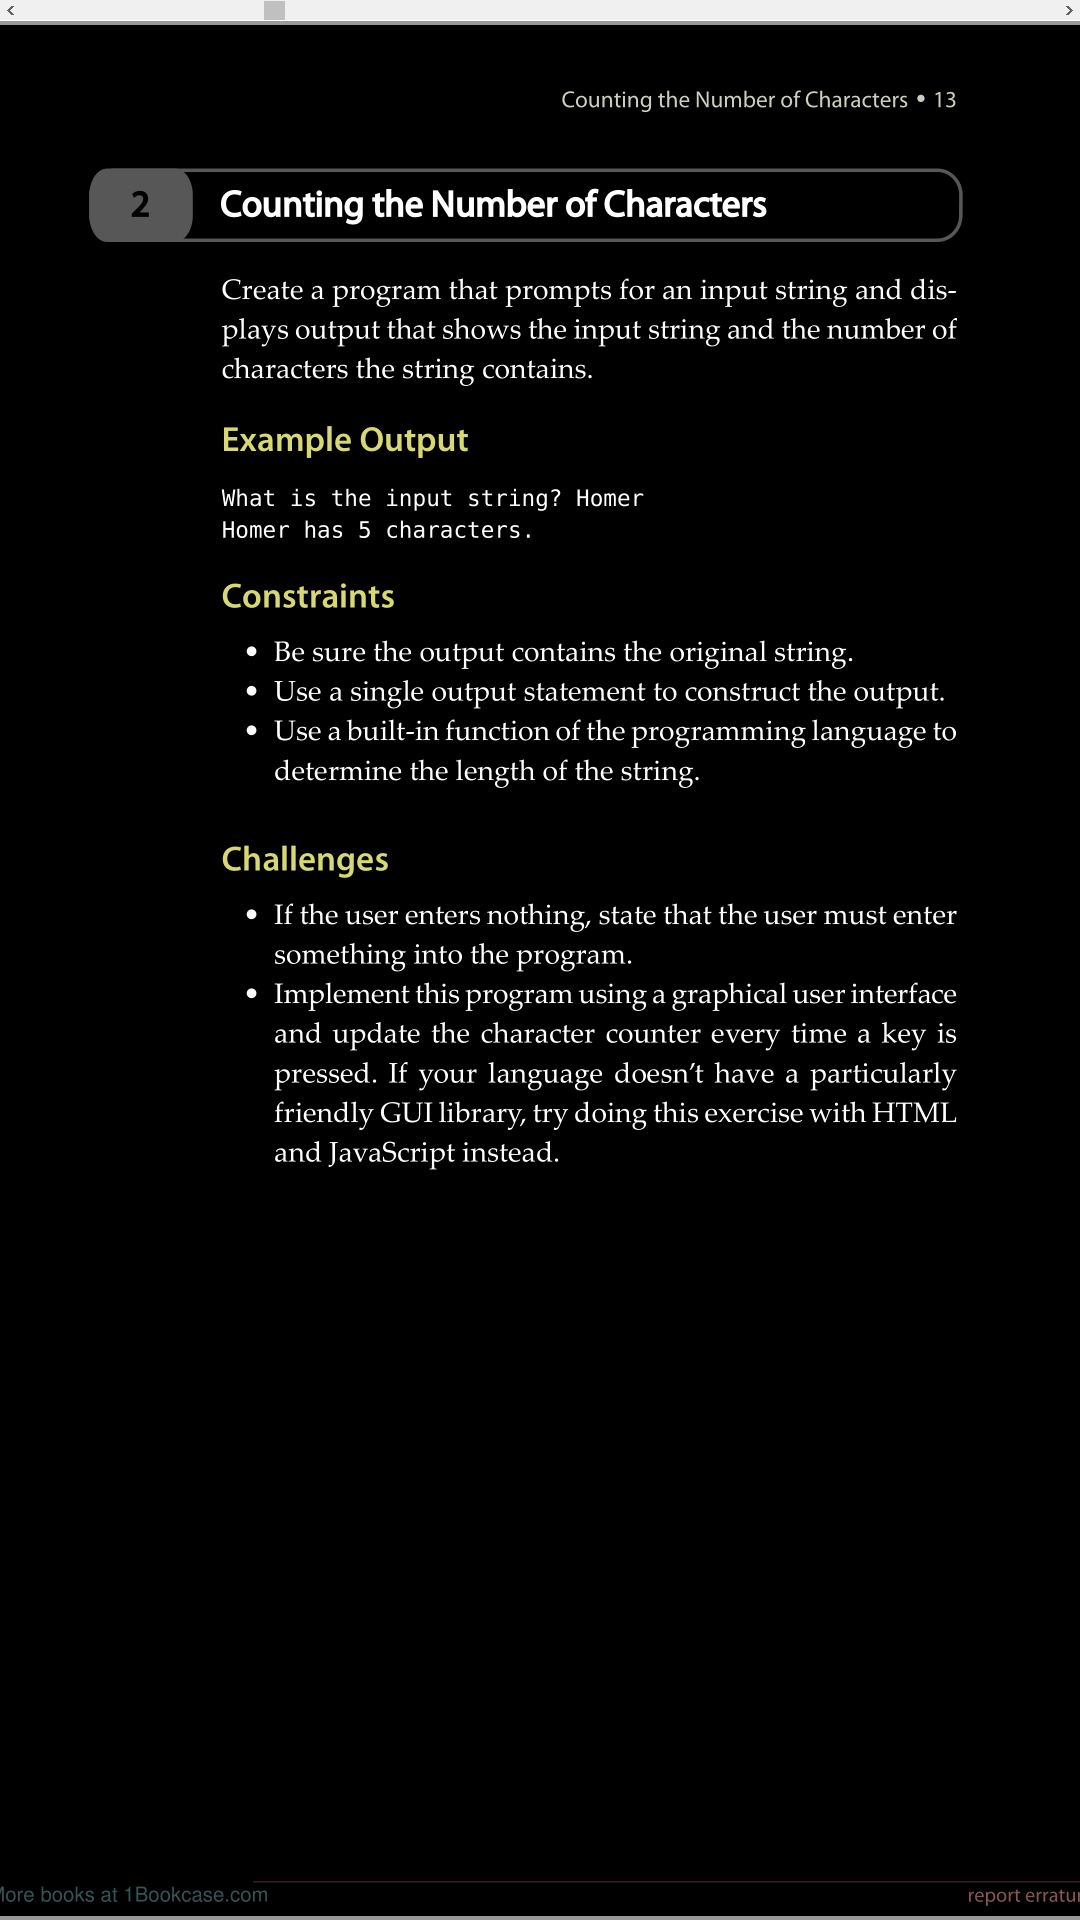 Counting the Number of Characters • 13
2 Counting the Number of Characters
Create a program that prompts for an input string and dis-
plays output that shows the input string and the number of
characters the string contains.
Example Output
What is the input string? Homer
Homer has 5 characters.
Constraints
• Be sure the output contains the original string.
• Use a single output statement to construct the output.
• Use a built-in function of the programming language to
determine the length of the string.
Challenges
• If the user enters nothing, state that the user must enter
something into the program.
• Implement this program using a graphical user interface
and update the character counter every time a key is
pressed. If your language doesn’t have a particularly
friendly GUI library, try doing this exercise with HTML
and JavaScript instead.
More books at 1Bookcase.com
report erratu